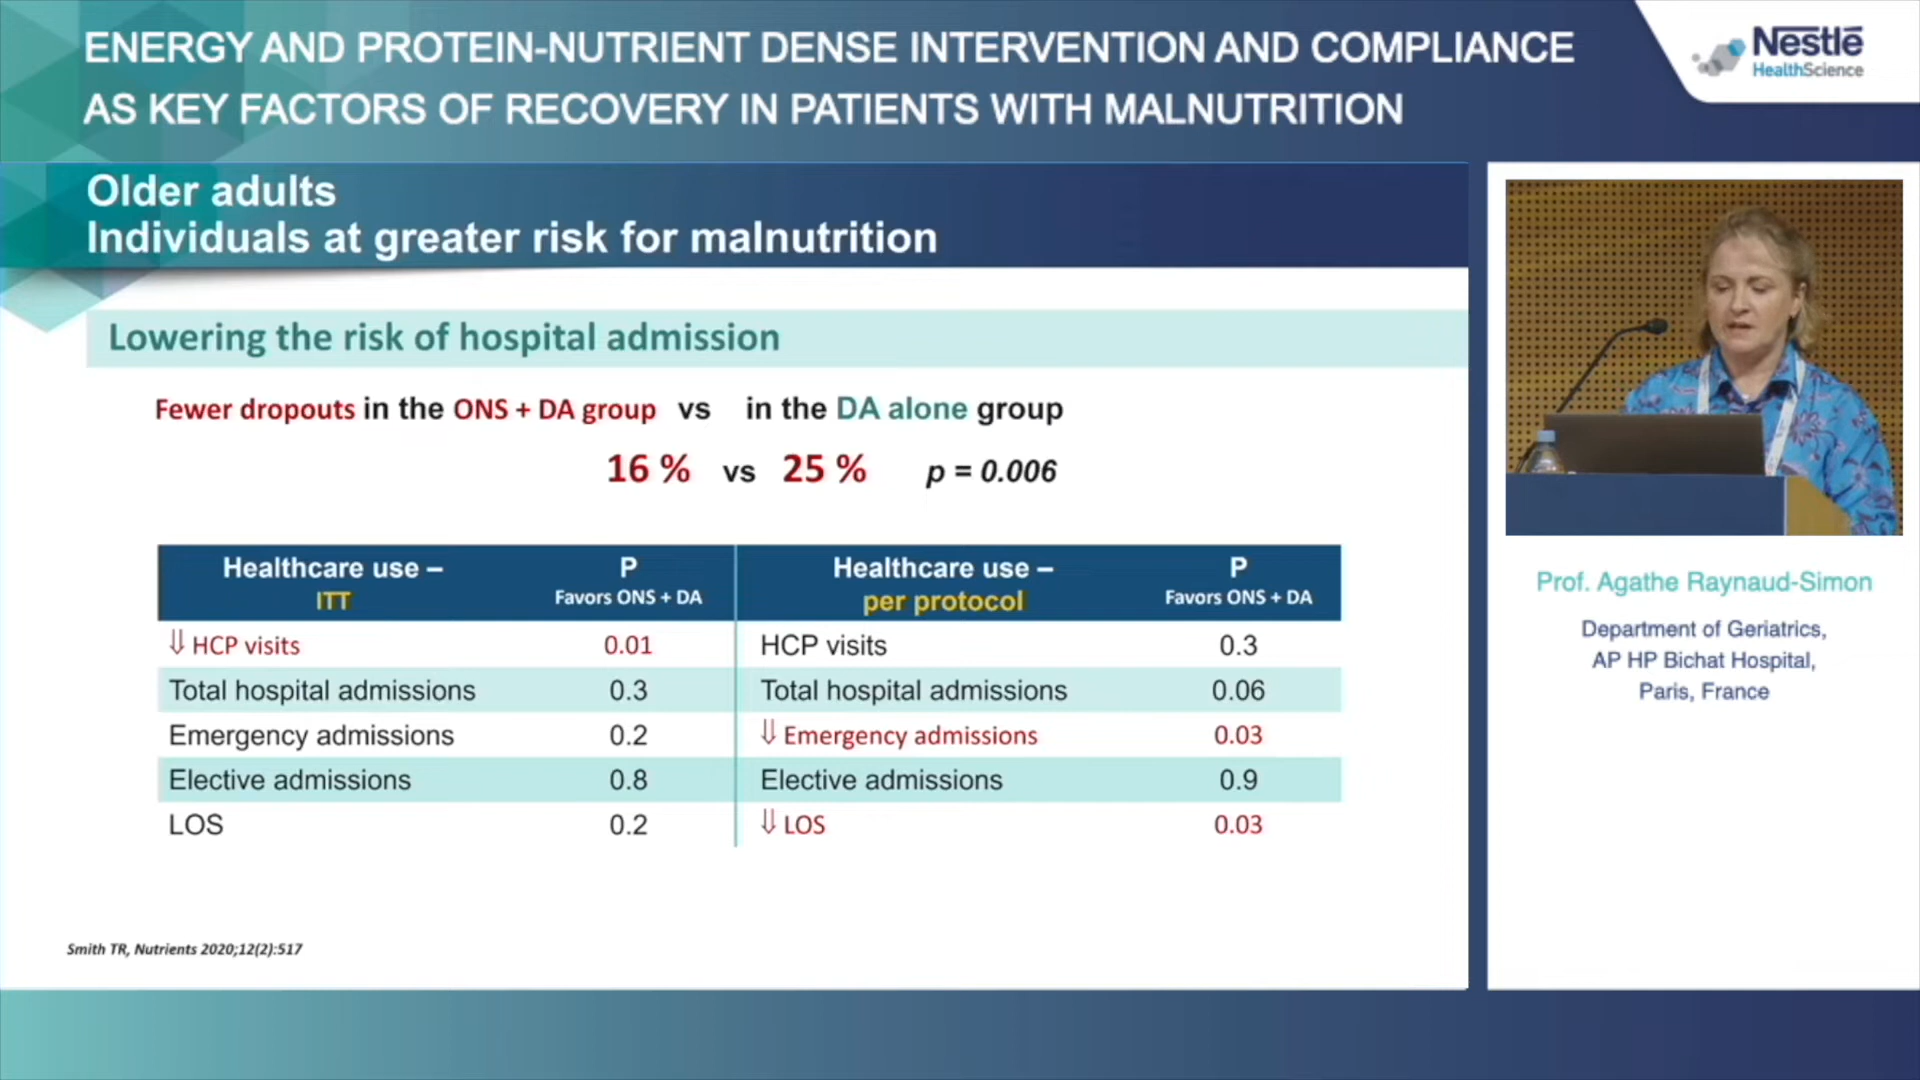 ENERGY AND PROTEIN-NUTRIENT DENSE INTERVENTION AND COMPLIANCE
AS KEY FACTORS OF RECOVERY IN PATIENTS WITH MALNUTRITION
Nestlé
HealthScience
Older adults
Individuals at greater risk for malnutrition
Lowering the risk of hospital admission
Fewer dropouts in the ONS + DA group vs in the DA alone group
16 % vs 25 % p = 0.006
Healthcare use – P Healthcare use – P
ITT Favors ONS + DA per protocol Favors ONS + DA
⇓ HCP visits 0.01 HCP visits 0.3
Total hospital admissions 0.3 Total hospital admissions 0.06
Emergency admissions 0.2 ⇓ Emergency admissions 0.03
Elective admissions 0.8 Elective admissions 0.9
LOS 0.2 ⇓ LOS 0.03
Smith TR, Nutrients 2020;12(2):517
Prof. Agathe Raynaud-Simon
Department of Geriatrics,
AP HP Bichat Hospital,
Paris, France